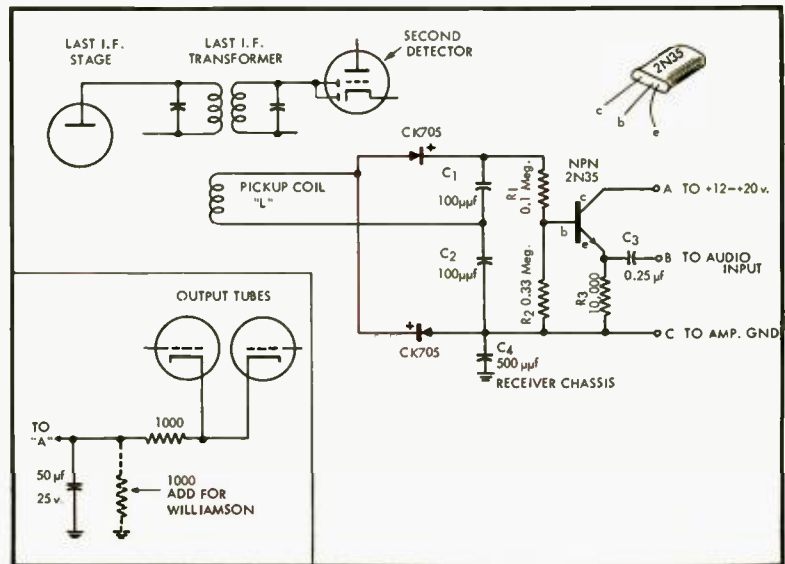 LAST I.F.
STAGE
LAST I.F.
TRANSFORMER
SECOND
DETECTOR
2N35
c
b
e
CK705
+
PICKUP COIL
"L"
C1
100μμf
R1
0.1 Meg.
NPN
2N35
c
b
e
A TO +12–+20 v.
C3
0.25 μf
B TO AUDIO
INPUT
C2
100μμf
R2 0.33 Meg.
R3
10,000
+
CK705
C TO AMP. GND
C4
500 μμf
RECEIVER CHASSIS
OUTPUT TUBES
TO
"A"
1000
50 μf
25 v.
1000
ADD FOR
WILLIAMSON